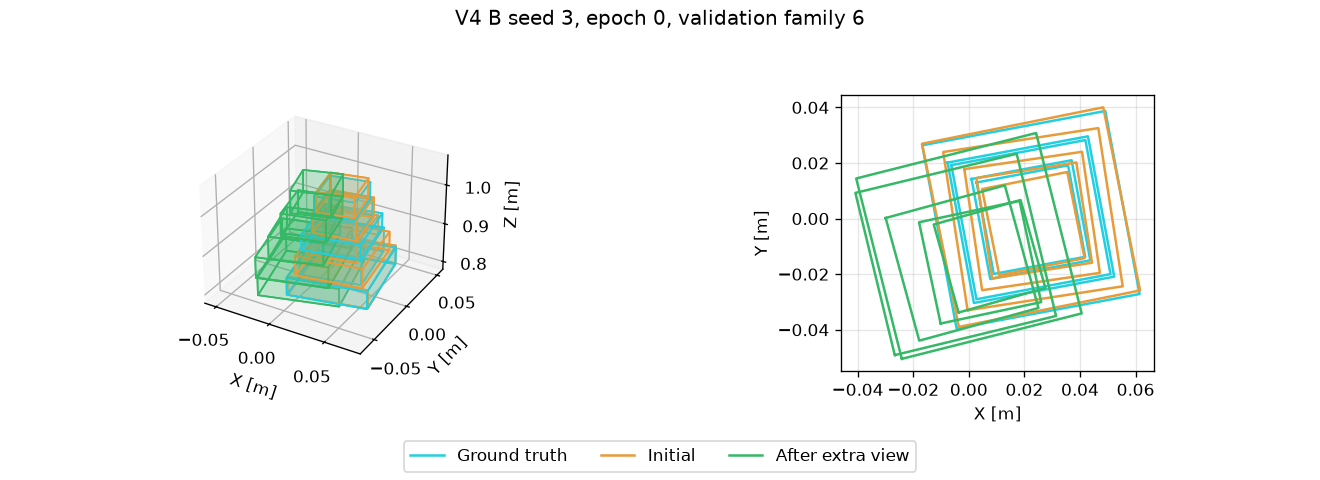 V4 B seed 3, epoch 0, validation family 6
1.0
0.9
0.8
Z [m]
0.05
0.00
−0.05
Y [m]
−0.05
0.00
0.05
X [m]
0.04
0.02
0.00
−0.02
−0.04
Y [m]
−0.04
−0.02
0.00
0.02
0.04
0.06
X [m]
Ground truth
Initial
After extra view